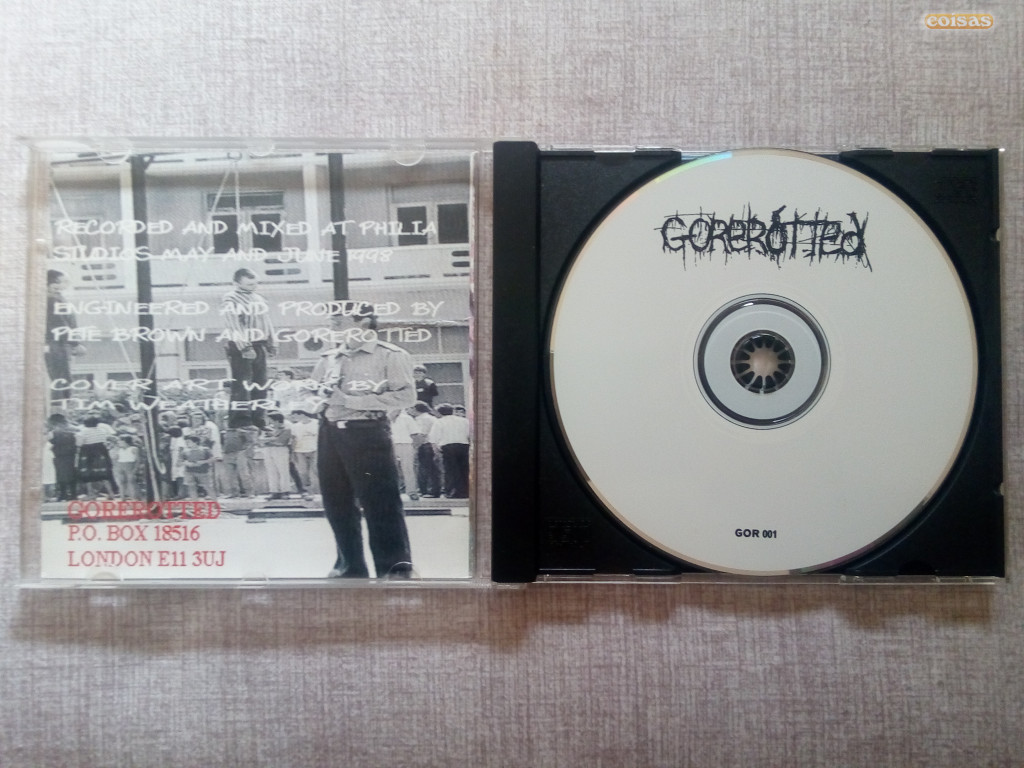 coisas
RECORDED AND MIXED AT PHILIA
STUDIOS MAY AND JUNE 1998
ENGINEERED AND PRODUCED BY
PETE BROWN AND GOREROTTED
COVER ART WORK BY
TIM
GOREROTTED
P.O. BOX 18516
LONDON E11 3UJ
GOREROTTED
GOR 001